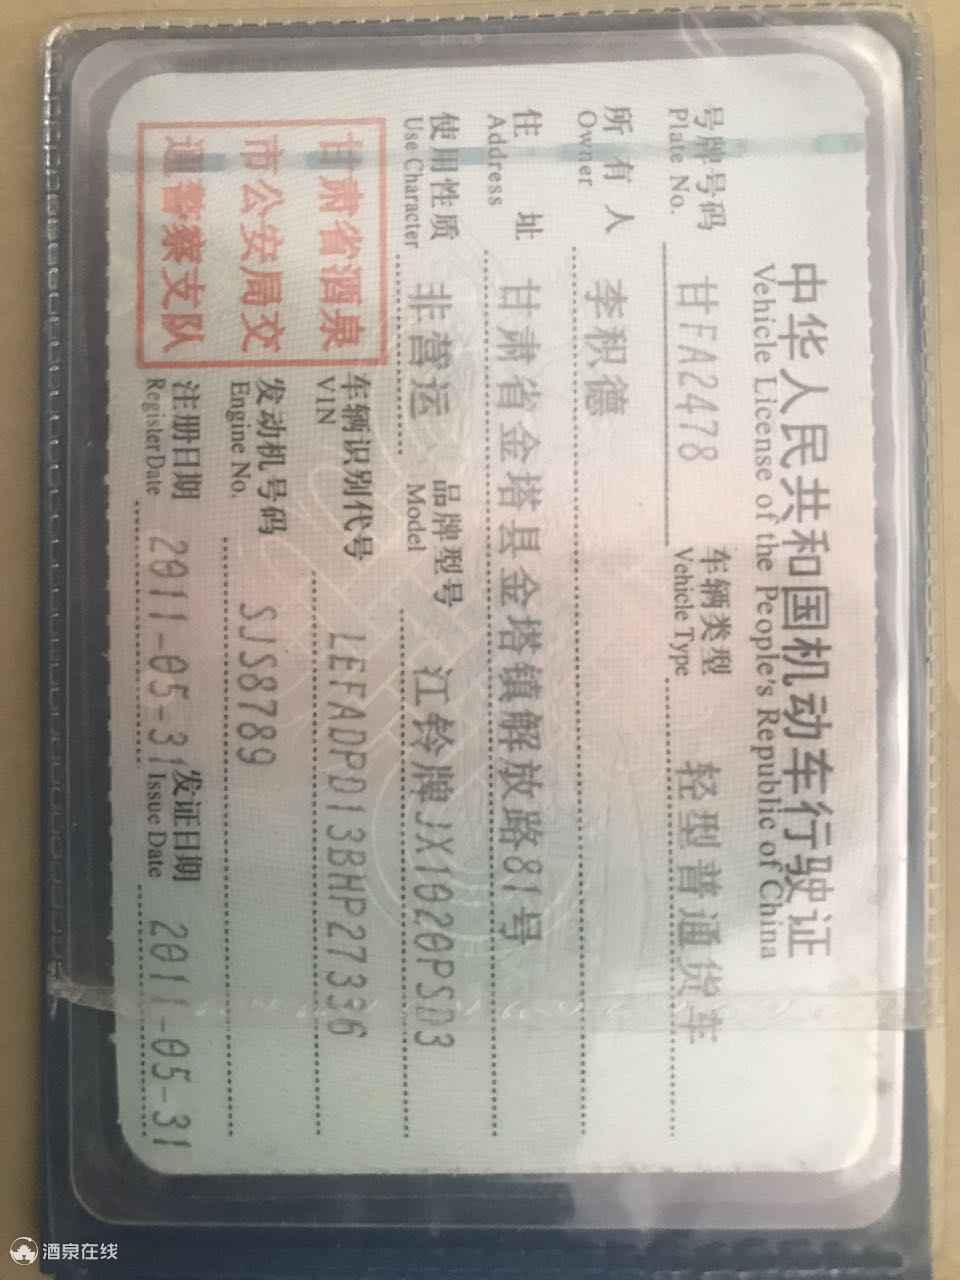 中华人民共和国机动车行驶证
Vehicle License of the People's Republic of China
号牌号码 甘FA2478 车辆类型 轻型普通货车
Plate No. Vehicle Type
所有人 李积德
Owner
住址 甘肃省金塔县金塔镇解放路81号
Address
使用性质 非营运 品牌型号 江铃牌JX1020PSD3
Use Character Model
甘肃省酒泉
市公安局交
通警察支队
车辆识别代号 LEFADPD13BHP27336
VIN
发动机号码 SJS8789
Engine No.
注册日期 2011-05-31 发证日期 2011-05-31
Register Date Issue Date
酒泉在线